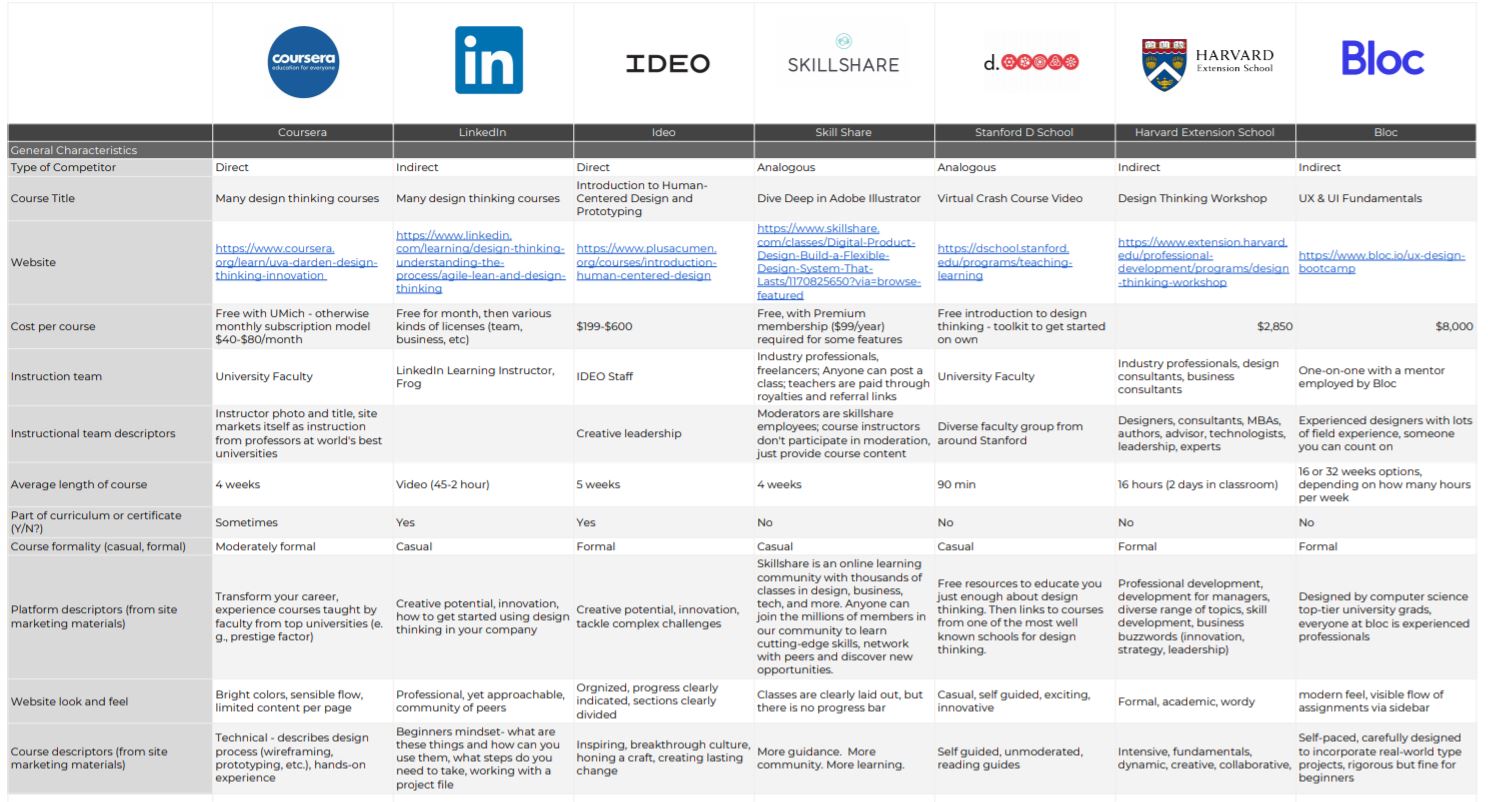 coursera
education for everyone
in
IDEO
SKILLSHARE
d.
HARVARD
Extension School
Bloc
Coursera LinkedIn Ideo Skill Share Stanford D School Harvard Extension School Bloc
General Characteristics
Type of Competitor
Direct
Indirect
Direct
Analogous
Analogous
Indirect
Indirect
Course Title
Many design thinking courses
Many design thinking courses
Introduction to Human-
Centered Design and
Prototyping
Dive Deep in Adobe Illustrator
Virtual Crash Course Video
Design Thinking Workshop
UX & UI Fundamentals
Website
https://www.coursera.
org/learn/uva-darden-design-
thinking-innovation
https://www.linkedin.
com/learning/design-thinking-
understanding-the-
process/agile-lean-and-design-
thinking
https://www.plusacumen.
org/courses/introduction-
human-centered-design
https://www.skillshare.
com/classes/Digital-Product-
Design-Build-a-Flexible-
Design-System-That-
Lasts/1170825650?via=browse-
featured
https://dschool.stanford.
edu/programs/teaching-
learning
https://www.extension.harvard.
edu/professional-
development/programs/design
-thinking-workshop
https://www.bloc.io/ux-design-
bootcamp
Cost per course
Free with UMich - otherwise
monthly subscription model
$40-$80/month
Free for month, then various
kinds of licenses (team,
business, etc)
$199-$600
Free, with Premium
membership ($99/year)
required for some features
Free introduction to design
thinking - toolkit to get started
on own
$2,850
$8,000
Instruction team
University Faculty
LinkedIn Learning Instructor,
Frog
IDEO Staff
Industry professionals,
freelancers; Anyone can post a
class; teachers are paid through
royalties and referral links
University Faculty
Industry professionals, design
consultants, business
consultants
One-on-one with a mentor
employed by Bloc
Instructional team descriptors
Instructor photo and title, site
markets itself as instruction
from professors at world's best
universities
Creative leadership
Moderators are skillshare
employees; course instructors
don't participate in moderation,
just provide course content
Diverse faculty group from
around Stanford
Designers, consultants, MBAs,
authors, advisor, technologists,
leadership, experts
Experienced designers with lots
of field experience, someone
you can count on
Average length of course
4 weeks
Video (45-2 hour)
5 weeks
4 weeks
90 min
16 hours (2 days in classroom)
16 or 32 weeks options,
depending on how many hours
per week
Part of curriculum or certificate
(Y/N?)
Sometimes
Yes
Yes
No
No
No
No
Course formality (casual, formal)
Moderately formal
Casual
Formal
Casual
Casual
Formal
Formal
Platform descriptors (from site
marketing materials)
Transform your career,
experience courses taught by
faculty from top universities (e.
g., prestige factor)
Creative potential, innovation,
how to get started using design
thinking in your company
Creative potential, innovation,
tackle complex challenges
Skillshare is an online learning
community with thousands of
classes in design, business,
tech, and more. Anyone can
join the millions of members in
our community to learn
cutting-edge skills, network
with peers and discover new
opportunities.
Free resources to educate you
just enough about design
thinking. Then links to courses
from one of the most well
known schools for design
thinking.
Professional development,
development for managers,
diverse range of topics, skill
development, business
buzzwords (innovation,
strategy, leadership)
Designed by computer science
top-tier university grads,
everyone at bloc is experienced
professionals
Website look and feel
Bright colors, sensible flow,
limited content per page
Professional, yet approachable,
community of peers
Orgnized, progress clearly
indicated, sections clearly
divided
Classes are clearly laid out, but
there is no progress bar
Casual, self guided, exciting,
innovative
Formal, academic, wordy
modern feel, visible flow of
assignments via sidebar
Course descriptors (from site
marketing materials)
Technical - describes design
process (wireframing,
prototyping, etc.), hands-on
experience
Beginners mindset- what are
these things and how can you
use them, what steps do you
need to take, working with a
project file
Inspiring, breakthrough culture,
honing a craft, creating lasting
change
More guidance. More
community. More learning.
Self guided, unmoderated,
reading guides
Intensive, fundamentals,
dynamic, creative, collaborative,
Self-paced, carefully designed
to incorporate real-world type
projects, rigorous but fine for
beginners